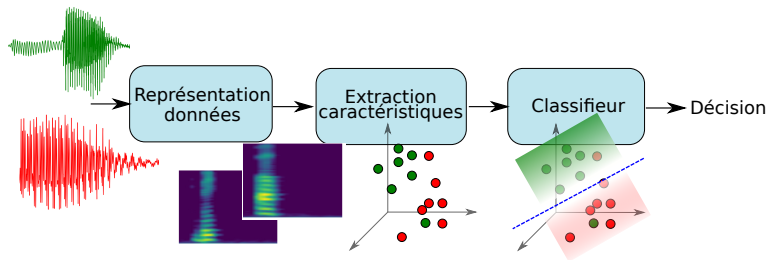 Représentation
données
Extraction
caractéristiques
Classifieur
Décision